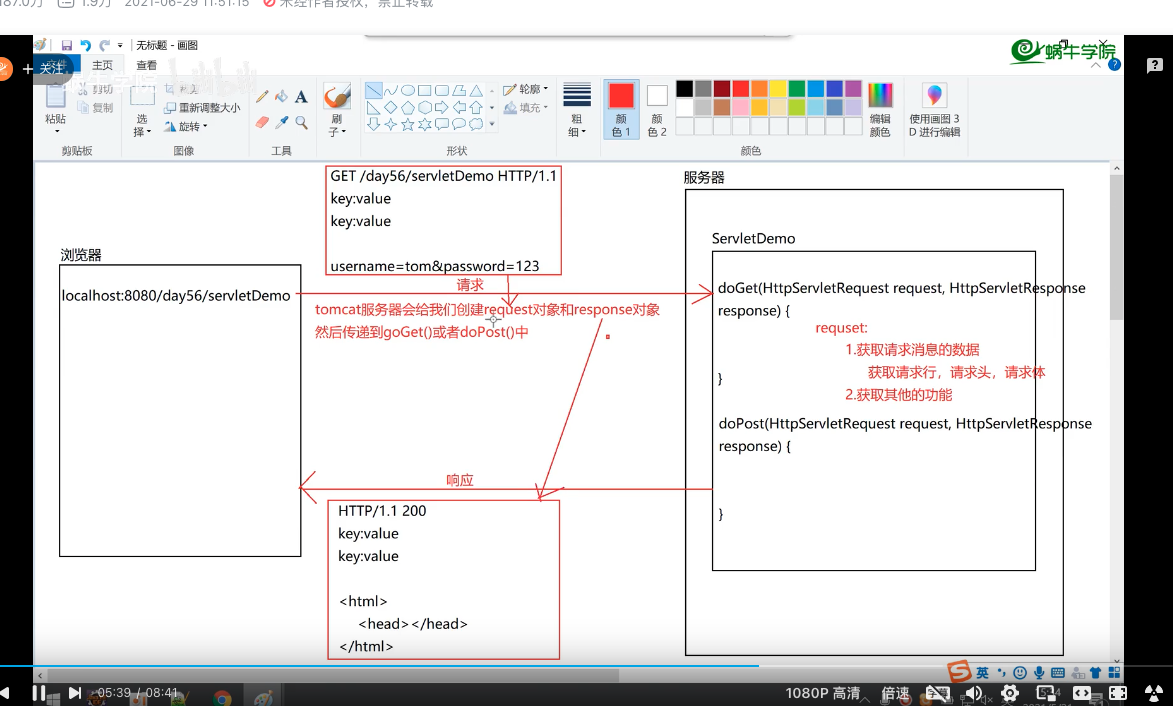 187.0万 1.9万 2021-06-29 11:51:15 未经作者授权，禁止转载
无标题 - 画图
蜗牛学院
+ 关注
主页 查看
粘贴
剪切
复制
剪贴板
选择
重新调整大小
旋转
图像
A
工具
刷子
轮廓
填充
形状
粗细
颜色 1
颜色 2
颜色
编辑颜色
使用画图 3D 进行编辑
GET /day56/servletDemo HTTP/1.1
key:value
key:value
username=tom&password=123
浏览器
localhost:8080/day56/servletDemo
请求
tomcat服务器会给我们创建request对象和response对象
然后传递到goGet()或者doPost()中
响应
HTTP/1.1 200
key:value
key:value
<html>
<head></head>
</html>
服务器
ServletDemo
doGet(HttpServletRequest request, HttpServletResponse
response) {
requset:
1.获取请求消息的数据
获取请求行，请求头，请求体
2.获取其他的功能
}
doPost(HttpServletRequest request, HttpServletResponse
response) {
}
英
05:39 / 08:41
1080P 高清 倍速